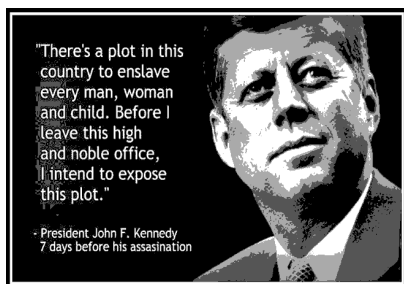 "There's a plot in this
country to enslave
every man, woman
and child. Before I
leave this high
and noble office,
I intend to expose
this plot."
- President John F. Kennedy
7 days before his assasination